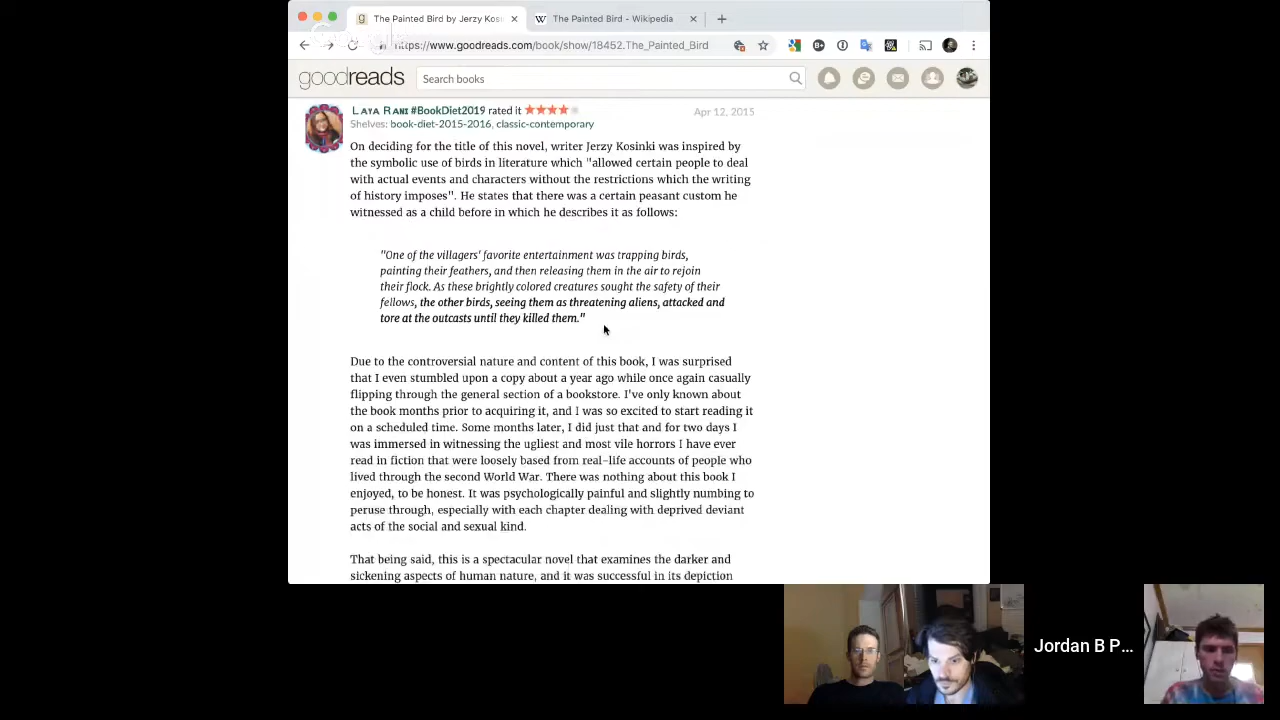 The Painted Bird by Jerzy Kosi
The Painted Bird - Wikipedia
https://www.goodreads.com/book/show/18452.The_Painted_Bird
goodreads
Search books
Laya Rani #BookDiet2019 rated it
Apr 12, 2015
Shelves: book-diet-2015-2016, classic-contemporary
On deciding for the title of this novel, writer Jerzy Kosinki was inspired by
the symbolic use of birds in literature which "allowed certain people to deal
with actual events and characters without the restrictions which the writing
of history imposes". He states that there was a certain peasant custom he
witnessed as a child before in which he describes it as follows:
"One of the villagers' favorite entertainment was trapping birds,
painting their feathers, and then releasing them in the air to rejoin
their flock. As these brightly colored creatures sought the safety of their
fellows, the other birds, seeing them as threatening aliens, attacked and
tore at the outcasts until they killed them."
Due to the controversial nature and content of this book, I was surprised
that I even stumbled upon a copy about a year ago while once again casually
flipping through the general section of a bookstore. I've only known about
the book months prior to acquiring it, and I was so excited to start reading it
on a scheduled time. Some months later, I did just that and for two days I
was immersed in witnessing the ugliest and most vile horrors I have ever
read in fiction that were loosely based from real-life accounts of people who
lived through the second World War. There was nothing about this book I
enjoyed, to be honest. It was psychologically painful and slightly numbing to
peruse through, especially with each chapter dealing with deprived deviant
acts of the social and sexual kind.
That being said, this is a spectacular novel that examines the darker and
sickening aspects of human nature, and it was successful in its depiction
Jordan B P...